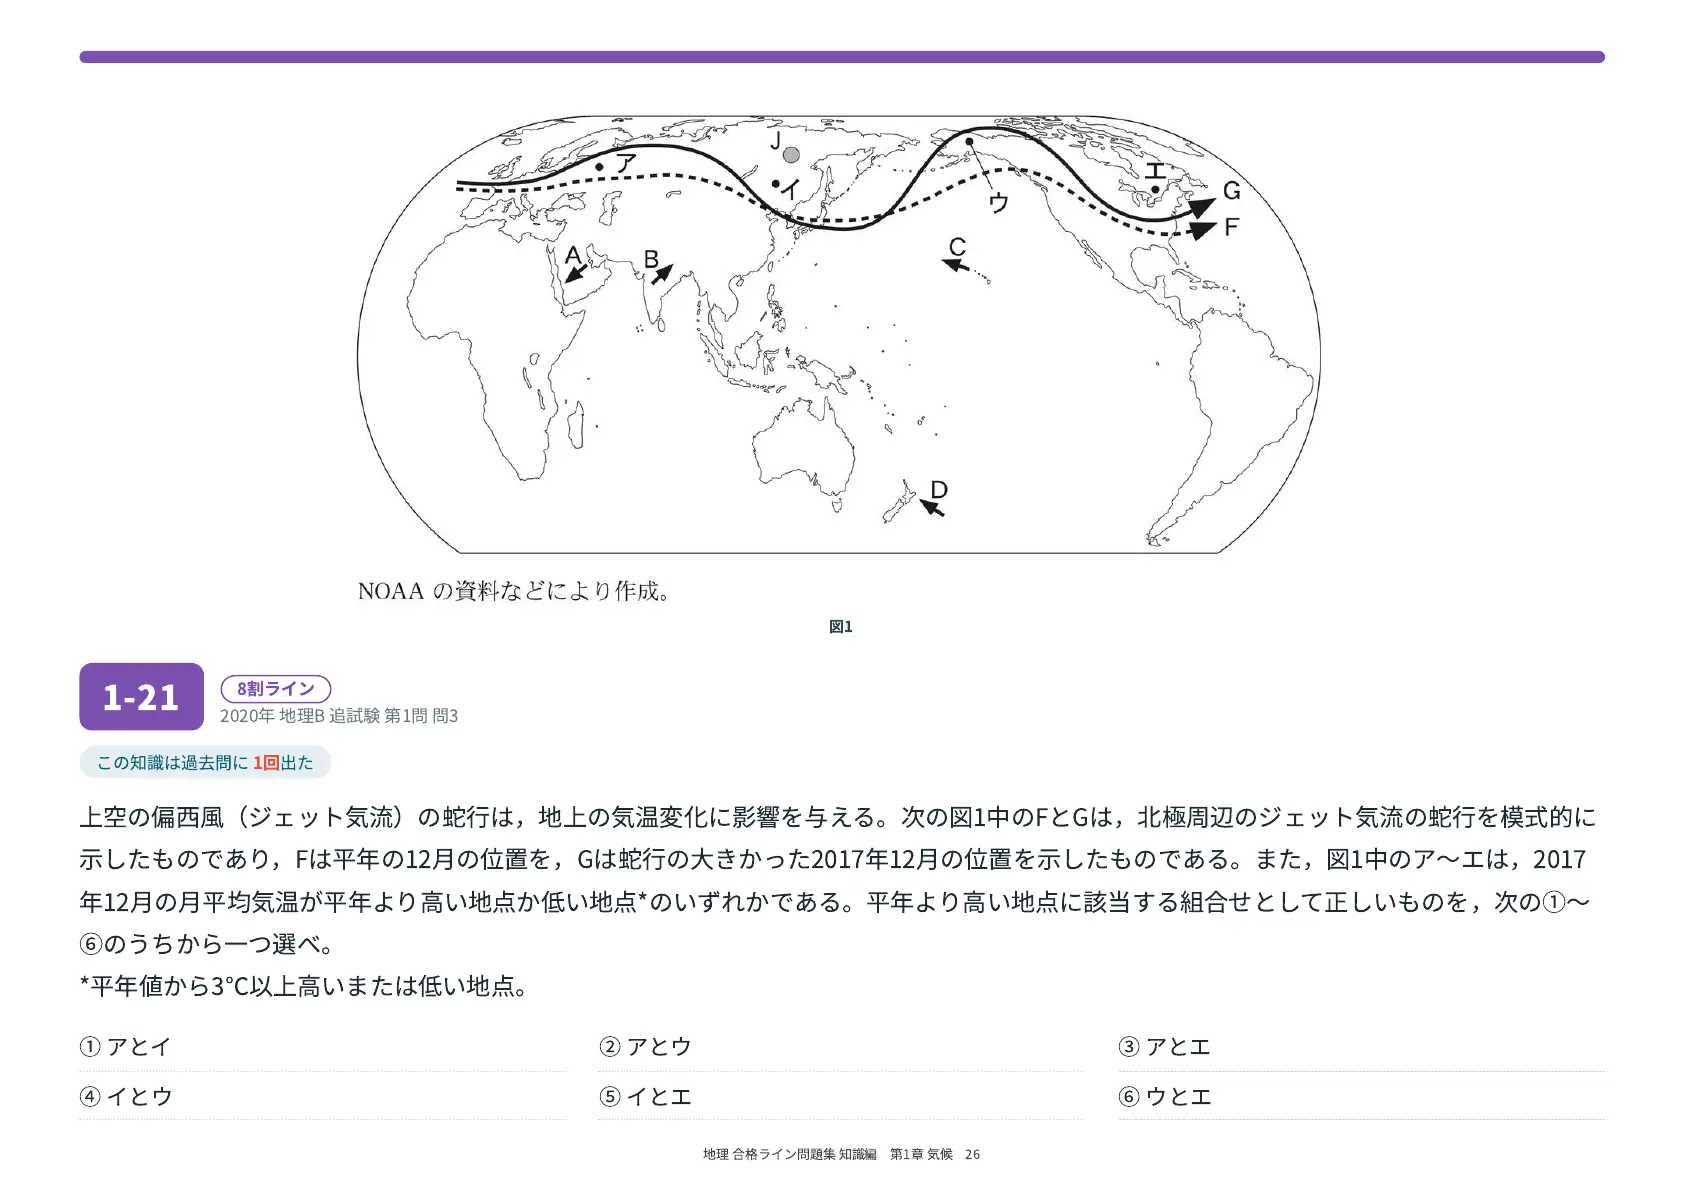 J
ア
イ
ウ
エ
G
F
A
B
C
D
NOAA の資料などにより作成。
図1
1-21
8割ライン
2020年 地理B 追試験 第1問 問3
この知識は過去問に 1回出た
上空の偏西風（ジェット気流）の蛇行は，地上の気温変化に影響を与える。次の図1中のFとGは，北極周辺のジェット気流の蛇行を模式的に
示したものであり，Fは平年の12月の位置を，Gは蛇行の大きかった2017年12月の位置を示したものである。また，図1中のア～エは，2017
年12月の月平均気温が平年より高い地点か低い地点*のいずれかである。平年より高い地点に該当する組合せとして正しいものを，次の①～
⑥のうちから一つ選べ。
*平年値から3℃以上高いまたは低い地点。
① アとイ
② アとウ
③ アとエ
④ イとウ
⑤ イとエ
⑥ ウとエ
地理 合格ライン問題集 知識編　第1章 気候　26